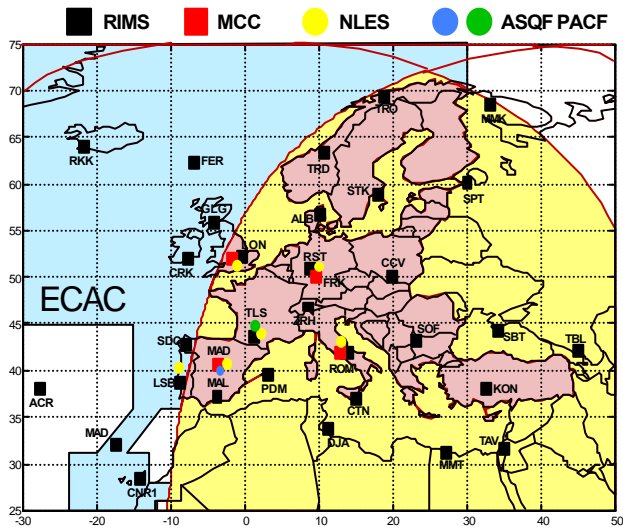 RIMS MCC NLES ASQF PACF
75
70
65
60
55
50
45
40
35
30
25
TRO
MMK
RKK
FER
TRD
STK
SPT
GLG
ALB
LON
CRK
RST
CCV
FRK
ECAC
TLS
ZRH
SOF
SBT
SDC
MAD
ROM
TBL
LSB
MAL
PDM
KON
ACR
CTN
MAD
DJA
MMT
TAV
CNR1
-30 -20 -10 0 10 20 30 40 50